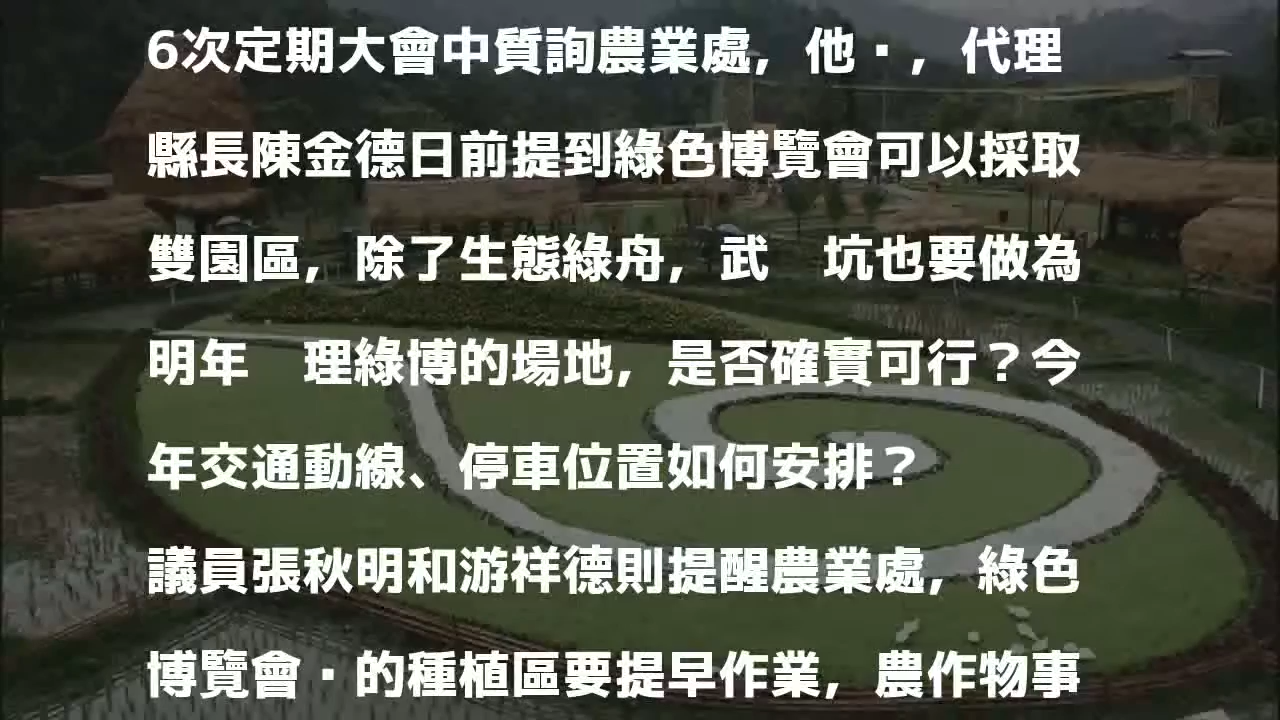 6次定期大會中質詢農業處，他▪，代理
縣長陳金德日前提到綠色博覽會可以採取
雙園區，除了生態綠舟，武　坑也要做為
明年　理綠博的場地，是否確實可行？今
年交通動線、停車位置如何安排？
議員張秋明和游祥德則提醒農業處，綠色
博覽會▪的種植區要提早作業，農作物事